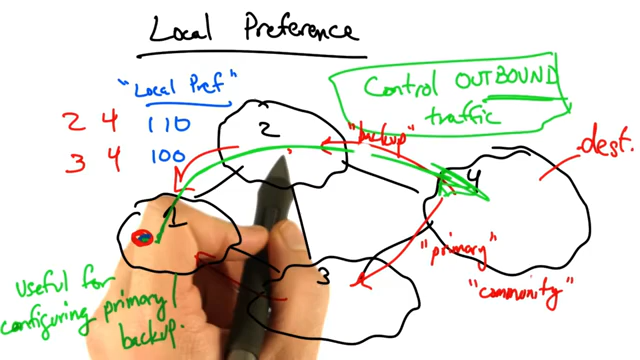 Local Preference
"Local Pref"
2 4 110
3 4 100
Control OUTBOUND
traffic
2
"backup"
dest.
4
1
3
"primary"
"community"
Useful for
configuring primary
backup.